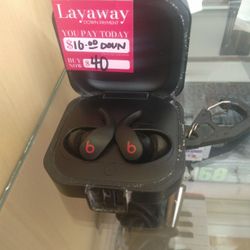 Layaway
DOWN PAYMENT
YOU PAY TODAY
$16.00 DOWN
BUY
NOW $40
b b